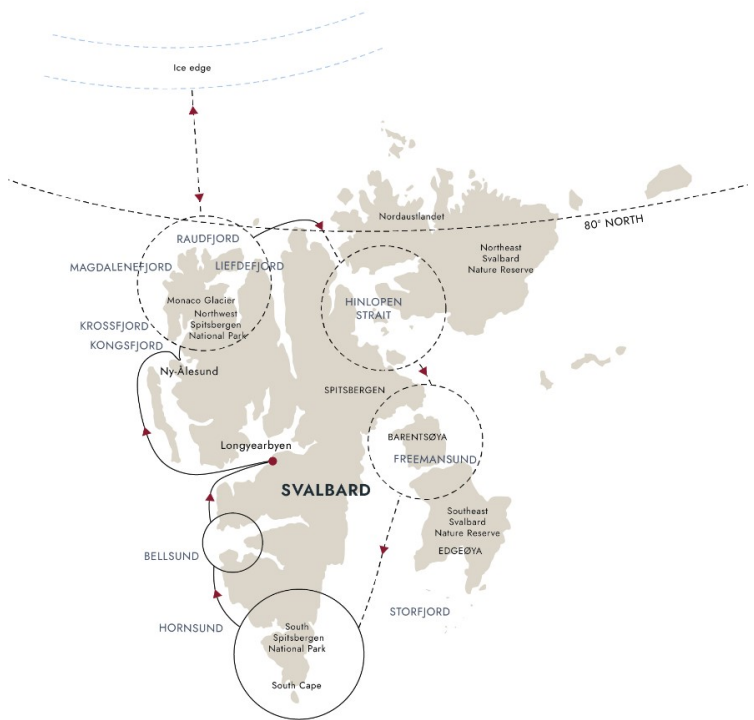 Ice edge
80° NORTH
Nordaustlandet
RAUDFJORD
Northeast
Svalbard
Nature Reserve
MAGDALENEFJORD
LIEFDEFJORD
Monaco Glacier
Northwest
Spitsbergen
National Park
HINLOPEN
STRAIT
KROSSFJORD
KONGSFJORD
Ny-Ålesund
SPITSBERGEN
BARENTSØYA
FREEMANSUND
Longyearbyen
SVALBARD
Southeast
Svalbard
Nature Reserve
EDGEØYA
BELLSUND
STORFJORD
HORNSUND
South
Spitsbergen
National Park
South Cape